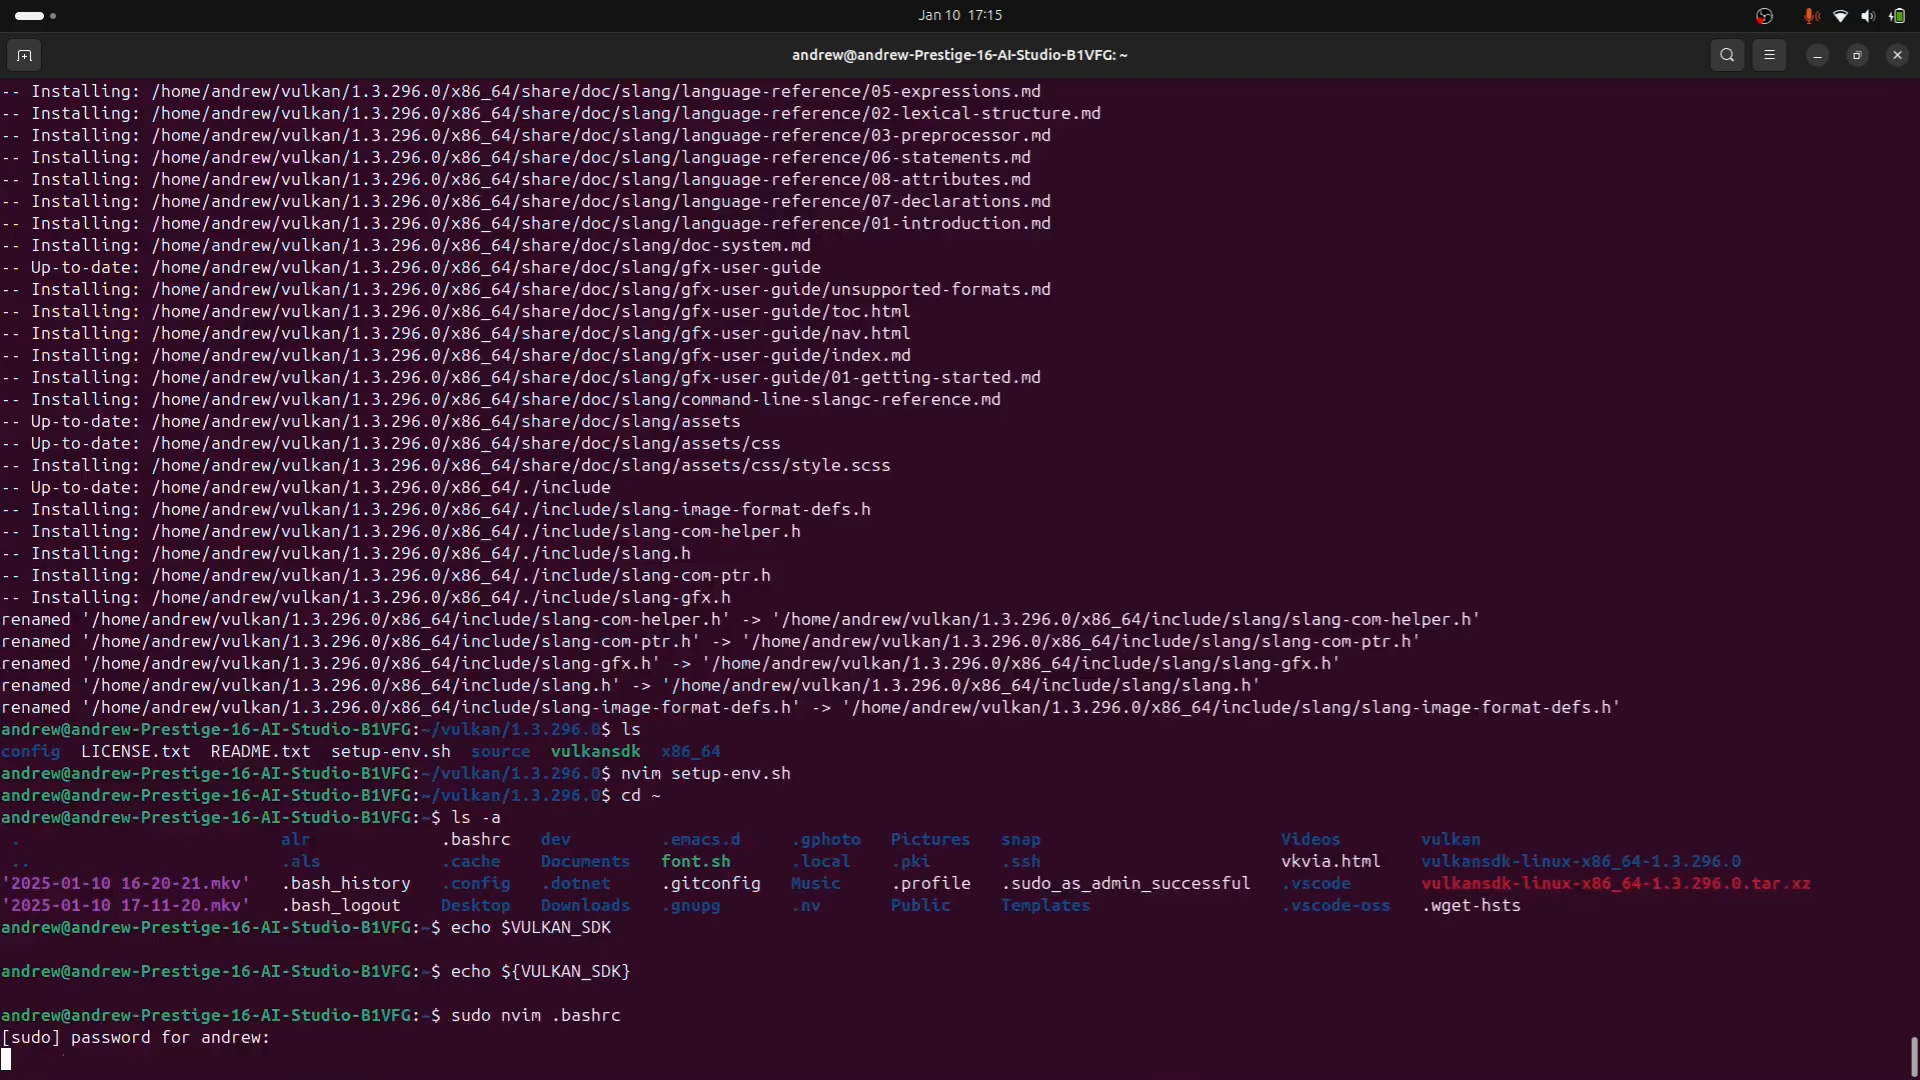 Jan 10 17:15
andrew@andrew-Prestige-16-AI-Studio-B1VFG: ~
-- Installing: /home/andrew/vulkan/1.3.296.0/x86_64/share/doc/slang/language-reference/05-expressions.md
-- Installing: /home/andrew/vulkan/1.3.296.0/x86_64/share/doc/slang/language-reference/02-lexical-structure.md
-- Installing: /home/andrew/vulkan/1.3.296.0/x86_64/share/doc/slang/language-reference/03-preprocessor.md
-- Installing: /home/andrew/vulkan/1.3.296.0/x86_64/share/doc/slang/language-reference/06-statements.md
-- Installing: /home/andrew/vulkan/1.3.296.0/x86_64/share/doc/slang/language-reference/08-attributes.md
-- Installing: /home/andrew/vulkan/1.3.296.0/x86_64/share/doc/slang/language-reference/07-declarations.md
-- Installing: /home/andrew/vulkan/1.3.296.0/x86_64/share/doc/slang/language-reference/01-introduction.md
-- Installing: /home/andrew/vulkan/1.3.296.0/x86_64/share/doc/slang/doc-system.md
-- Up-to-date: /home/andrew/vulkan/1.3.296.0/x86_64/share/doc/slang/gfx-user-guide
-- Installing: /home/andrew/vulkan/1.3.296.0/x86_64/share/doc/slang/gfx-user-guide/unsupported-formats.md
-- Installing: /home/andrew/vulkan/1.3.296.0/x86_64/share/doc/slang/gfx-user-guide/toc.html
-- Installing: /home/andrew/vulkan/1.3.296.0/x86_64/share/doc/slang/gfx-user-guide/nav.html
-- Installing: /home/andrew/vulkan/1.3.296.0/x86_64/share/doc/slang/gfx-user-guide/index.md
-- Installing: /home/andrew/vulkan/1.3.296.0/x86_64/share/doc/slang/gfx-user-guide/01-getting-started.md
-- Installing: /home/andrew/vulkan/1.3.296.0/x86_64/share/doc/slang/command-line-slangc-reference.md
-- Up-to-date: /home/andrew/vulkan/1.3.296.0/x86_64/share/doc/slang/assets
-- Up-to-date: /home/andrew/vulkan/1.3.296.0/x86_64/share/doc/slang/assets/css
-- Installing: /home/andrew/vulkan/1.3.296.0/x86_64/share/doc/slang/assets/css/style.scss
-- Up-to-date: /home/andrew/vulkan/1.3.296.0/x86_64/./include
-- Installing: /home/andrew/vulkan/1.3.296.0/x86_64/./include/slang-image-format-defs.h
-- Installing: /home/andrew/vulkan/1.3.296.0/x86_64/./include/slang-com-helper.h
-- Installing: /home/andrew/vulkan/1.3.296.0/x86_64/./include/slang.h
-- Installing: /home/andrew/vulkan/1.3.296.0/x86_64/./include/slang-com-ptr.h
-- Installing: /home/andrew/vulkan/1.3.296.0/x86_64/./include/slang-gfx.h
renamed '/home/andrew/vulkan/1.3.296.0/x86_64/include/slang-com-helper.h' -> '/home/andrew/vulkan/1.3.296.0/x86_64/include/slang/slang-com-helper.h'
renamed '/home/andrew/vulkan/1.3.296.0/x86_64/include/slang-com-ptr.h' -> '/home/andrew/vulkan/1.3.296.0/x86_64/include/slang/slang-com-ptr.h'
renamed '/home/andrew/vulkan/1.3.296.0/x86_64/include/slang-gfx.h' -> '/home/andrew/vulkan/1.3.296.0/x86_64/include/slang/slang-gfx.h'
renamed '/home/andrew/vulkan/1.3.296.0/x86_64/include/slang.h' -> '/home/andrew/vulkan/1.3.296.0/x86_64/include/slang/slang.h'
renamed '/home/andrew/vulkan/1.3.296.0/x86_64/include/slang-image-format-defs.h' -> '/home/andrew/vulkan/1.3.296.0/x86_64/include/slang/slang-image-format-defs.h'
andrew@andrew-Prestige-16-AI-Studio-B1VFG:~/vulkan/1.3.296.0$ ls
config LICENSE.txt README.txt setup-env.sh source vulkansdk x86_64
andrew@andrew-Prestige-16-AI-Studio-B1VFG:~/vulkan/1.3.296.0$ nvim setup-env.sh
andrew@andrew-Prestige-16-AI-Studio-B1VFG:~/vulkan/1.3.296.0$ cd ~
andrew@andrew-Prestige-16-AI-Studio-B1VFG:~$ ls -a
. alr .bashrc dev .emacs.d .gphoto Pictures snap Videos vulkan
.. .als .cache Documents font.sh .local .pki .ssh vkvia.html vulkansdk-linux-x86_64-1.3.296.0
'2025-01-10 16-20-21.mkv' .bash_history .config .dotnet .gitconfig Music .profile .sudo_as_admin_successful .vscode vulkansdk-linux-x86_64-1.3.296.0.tar.xz
'2025-01-10 17-11-20.mkv' .bash_logout Desktop Downloads .gnupg .nv Public Templates .vscode-oss .wget-hsts
andrew@andrew-Prestige-16-AI-Studio-B1VFG:~$ echo $VULKAN_SDK
andrew@andrew-Prestige-16-AI-Studio-B1VFG:~$ echo ${VULKAN_SDK}
andrew@andrew-Prestige-16-AI-Studio-B1VFG:~$ sudo nvim .bashrc
[sudo] password for andrew: